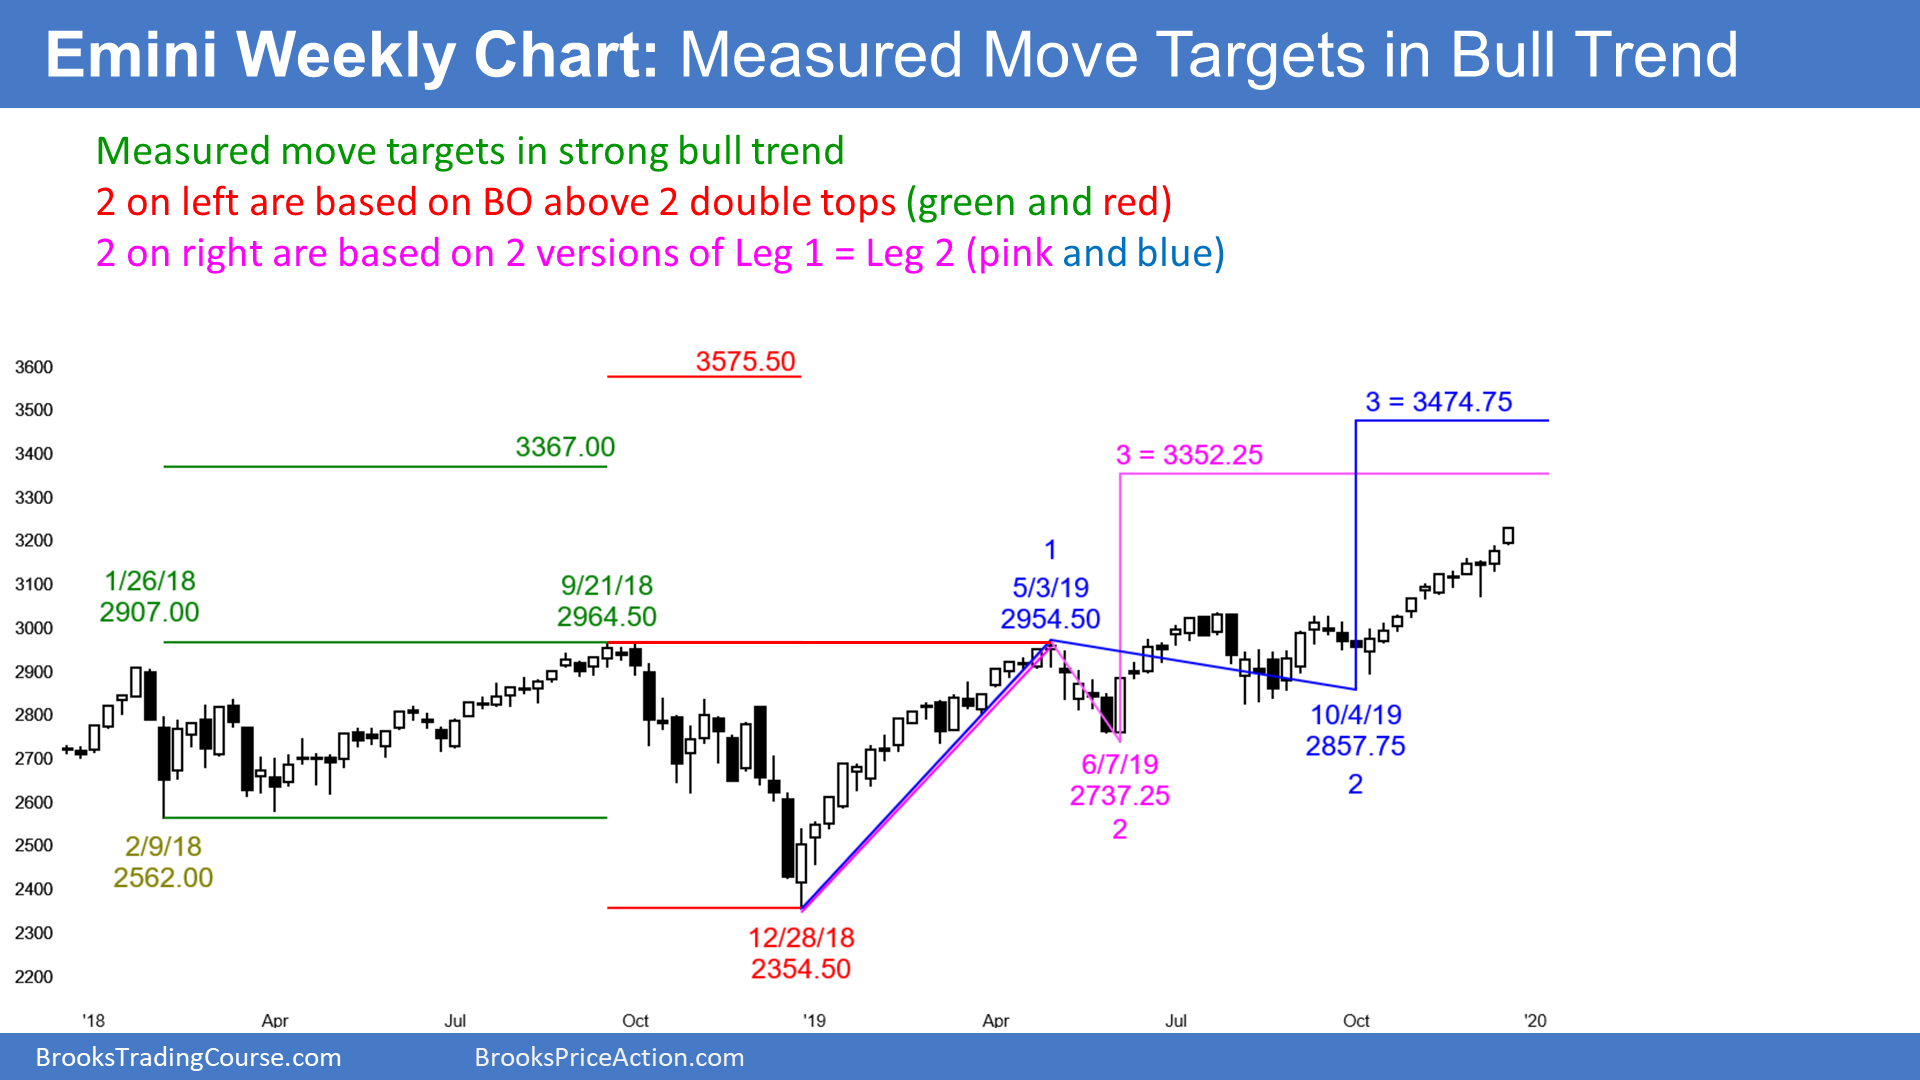 Emini Weekly Chart: Measured Move Targets in Bull Trend
Measured move targets in strong bull trend
2 on left are based on BO above 2 double tops (green and red)
2 on right are based on 2 versions of Leg 1 = Leg 2 (pink and blue)
3600
3500
3400
3300
3200
3100
3000
2900
2800
2700
2600
2500
2400
2300
2200
3575.50
3367.00
3 = 3474.75
3 = 3352.25
1/26/18
2907.00
9/21/18
2964.50
1
5/3/19
2954.50
10/4/19
2857.75
2
6/7/19
2737.25
2
2/9/18
2562.00
12/28/18
2354.50
'18
Apr
Jul
Oct
'19
Apr
Jul
Oct
'20
BrooksTradingCourse.com
BrooksPriceAction.com